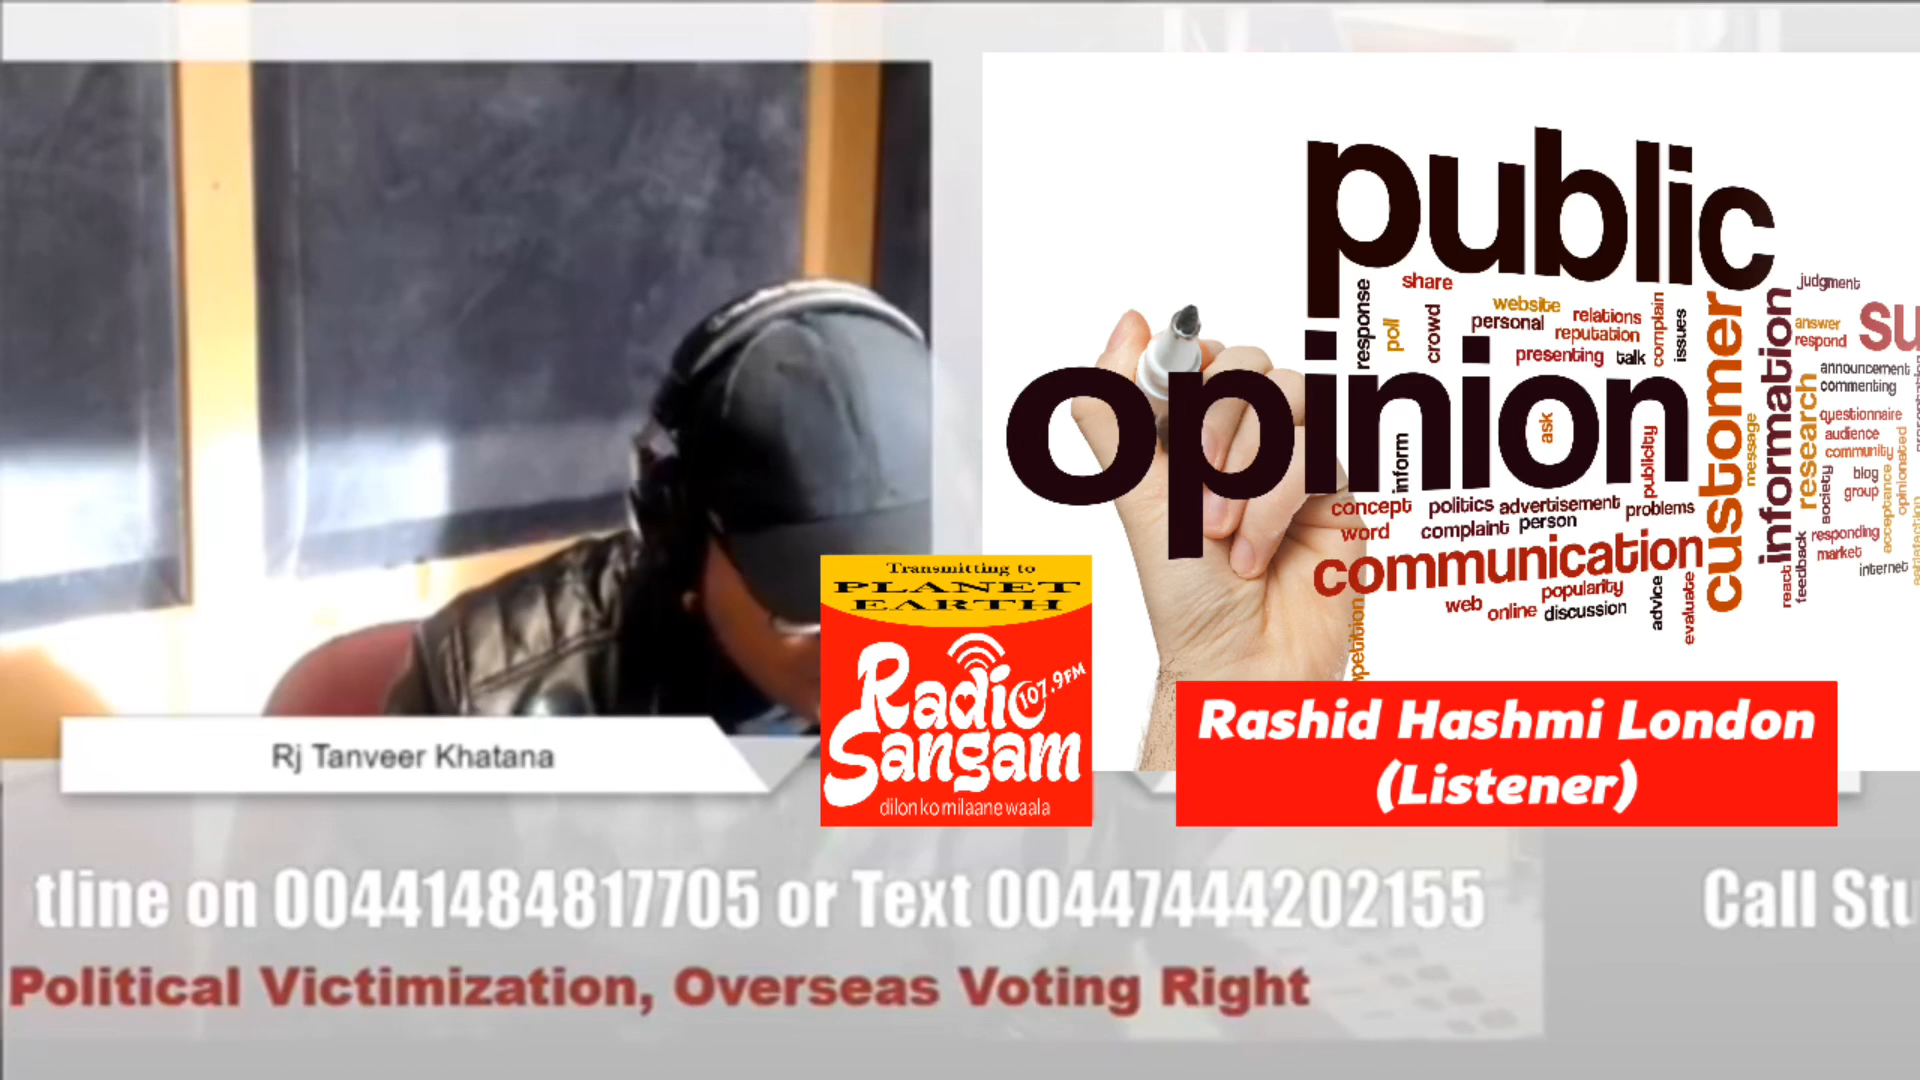 public
opinion
share
response
poll
crowd
website
personal
relations
reputation
complain
issues
presenting talk
customer
information
judgment
answer
respond
announcement
commenting
research
questionnaire
audience
community
message
ask
inform
publicity
blog
group
society
acceptance
opinionated
concept politics advertisement problems
word complaint person
communication
responding
market
internet
react
feedback
popularity
web online discussion
advice
evaluate
Transmitting to
PLANET
EARTH
Radio
107.9FM
Sangam
dilon ko milaane waala
Rj Tanveer Khatana
Rashid Hashmi London
(Listener)
tline on 00441484817705 or Text 00447444202155 Call Stu
Political Victimization, Overseas Voting Right